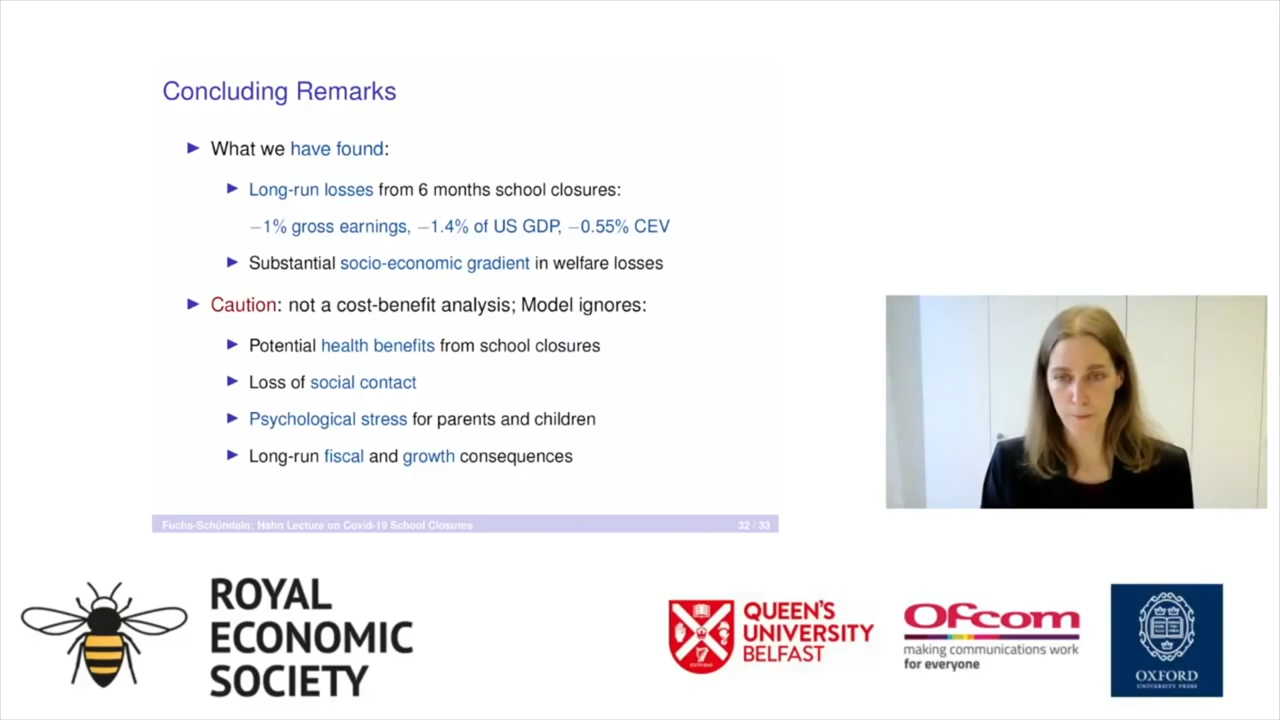 Concluding Remarks
▶ What we have found:
▶ Long-run losses from 6 months school closures:
−1% gross earnings, −1.4% of US GDP, −0.55% CEV
▶ Substantial socio-economic gradient in welfare losses
▶ Caution: not a cost-benefit analysis; Model ignores:
▶ Potential health benefits from school closures
▶ Loss of social contact
▶ Psychological stress for parents and children
▶ Long-run fiscal and growth consequences
Fuchs-Schündeln: Hahn Lecture on Covid-19 School Closures 32 / 33
ROYAL
ECONOMIC
SOCIETY
QUEEN'S
UNIVERSITY
BELFAST
Ofcom
making communications work
for everyone
OXFORD
UNIVERSITY PRESS